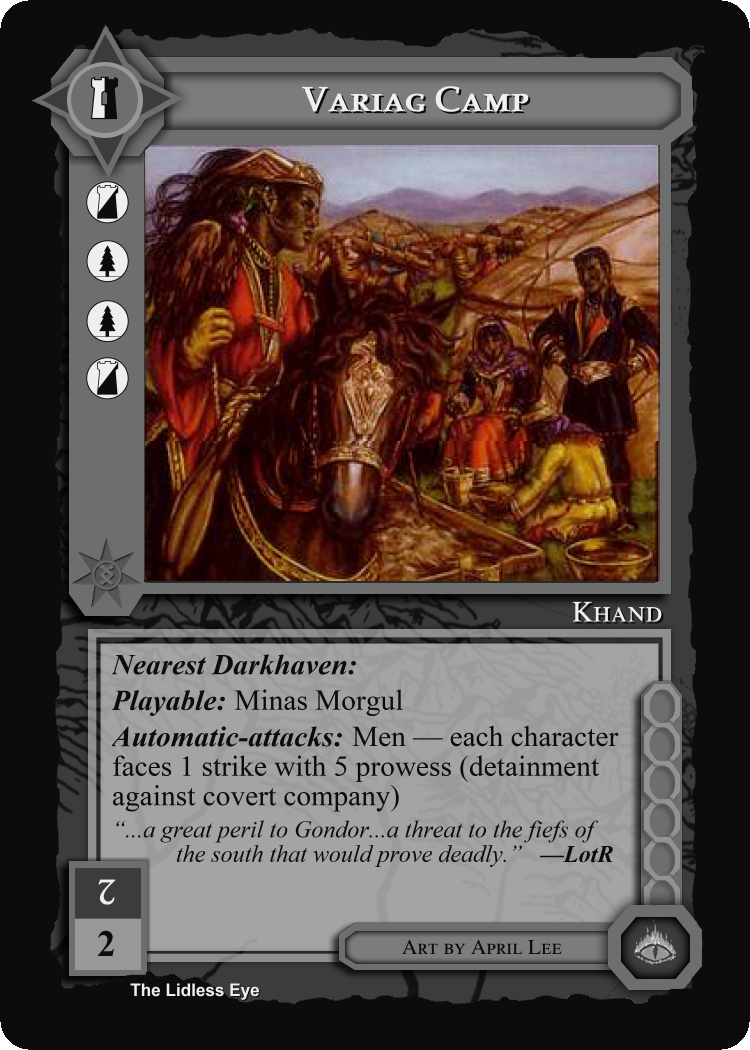 Variag Camp
Khand
Nearest Darkhaven:
Playable: Minas Morgul
Automatic-attacks: Men — each character
faces 1 strike with 5 prowess (detainment
against covert company)
“...a great peril to Gondor...a threat to the fiefs of
the south that would prove deadly.” —LotR
2
2
Art by April Lee
The Lidless Eye